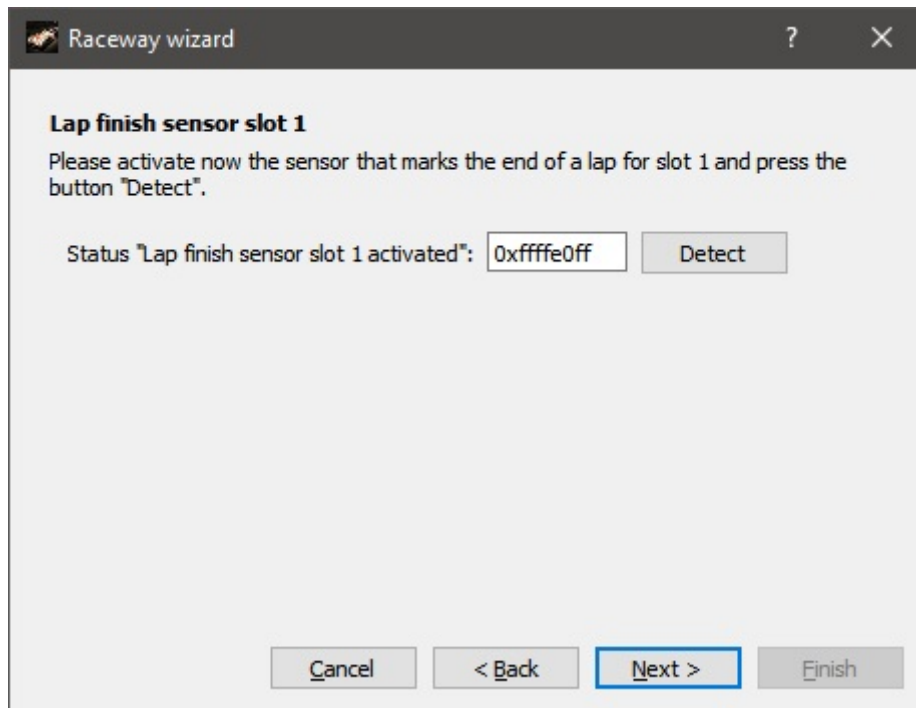 Raceway wizard
?
Lap finish sensor slot 1
Please activate now the sensor that marks the end of a lap for slot 1 and press the
button "Detect".
Status "Lap finish sensor slot 1 activated": 0xffffe0ff Detect
Cancel < Back Next > Finish